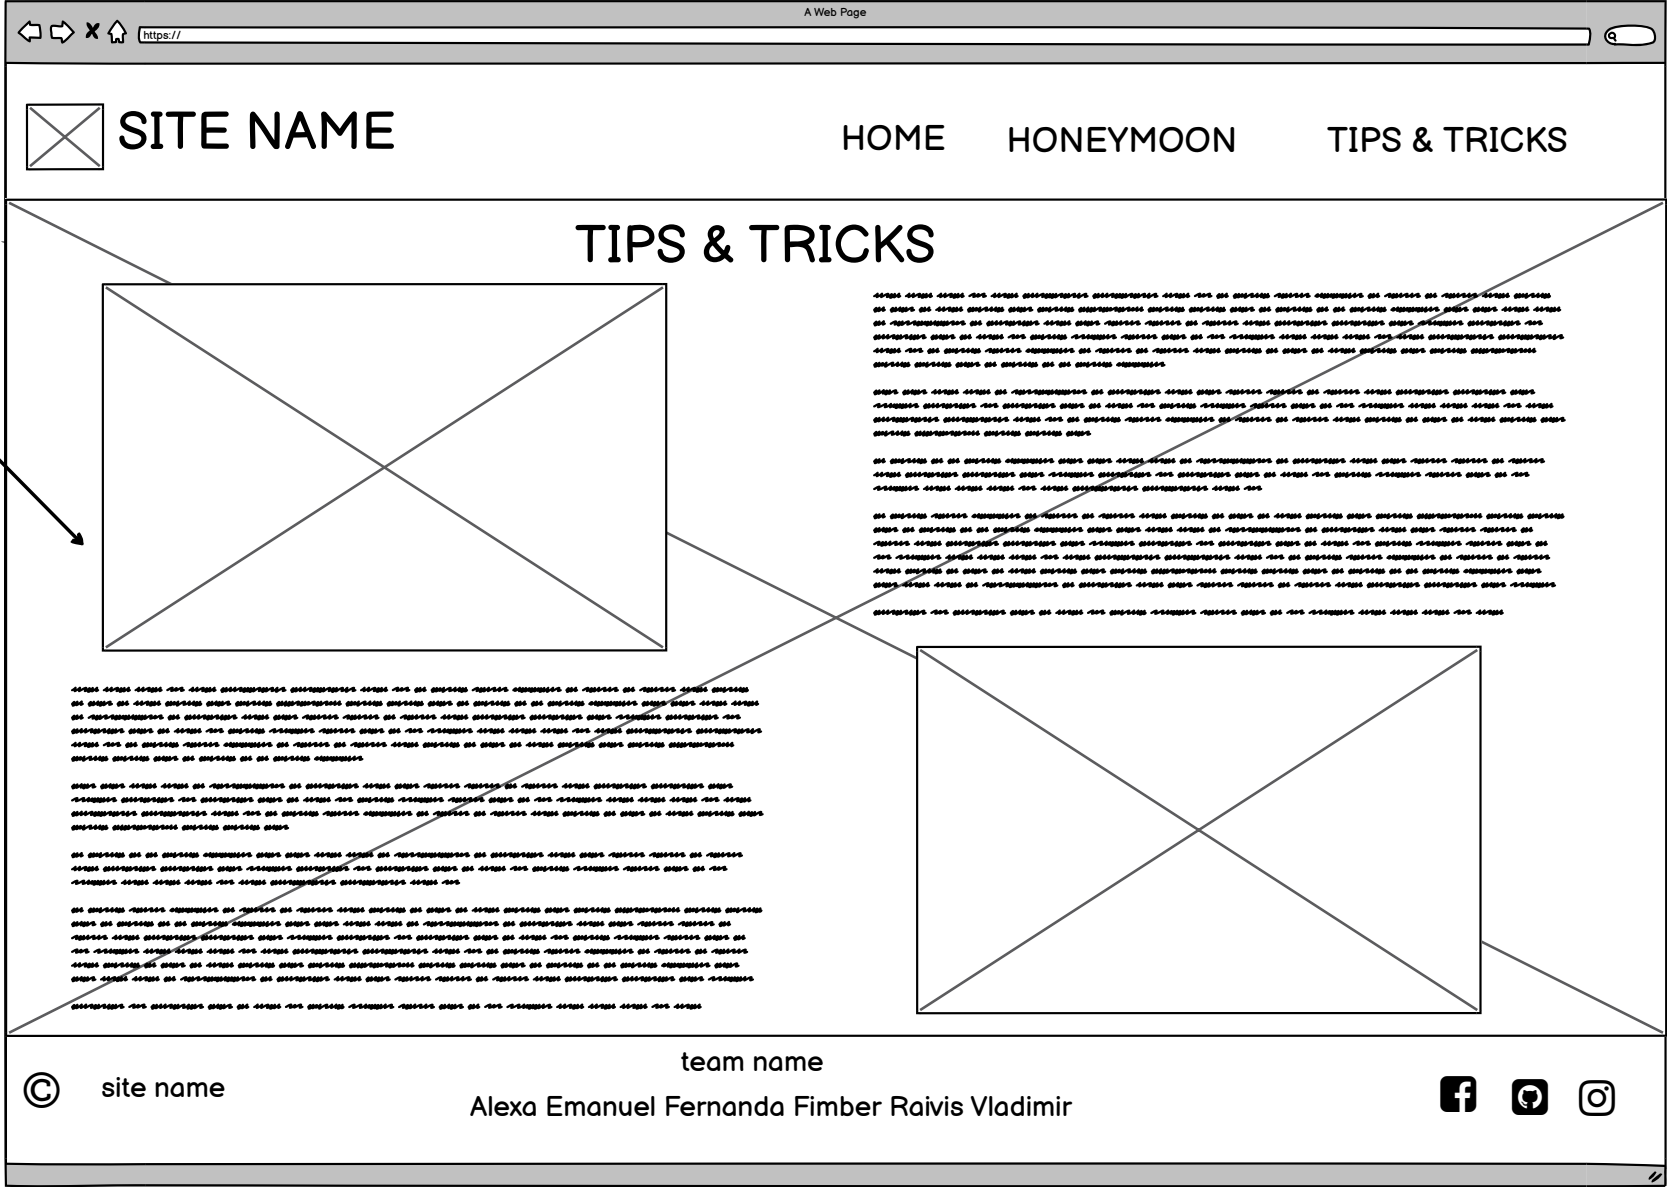 A Web Page
https://
SITE NAME
HOME HONEYMOON TIPS & TRICKS
TIPS & TRICKS
team name
© site name
Alexa Emanuel Fernanda Fimber Raivis Vladimir